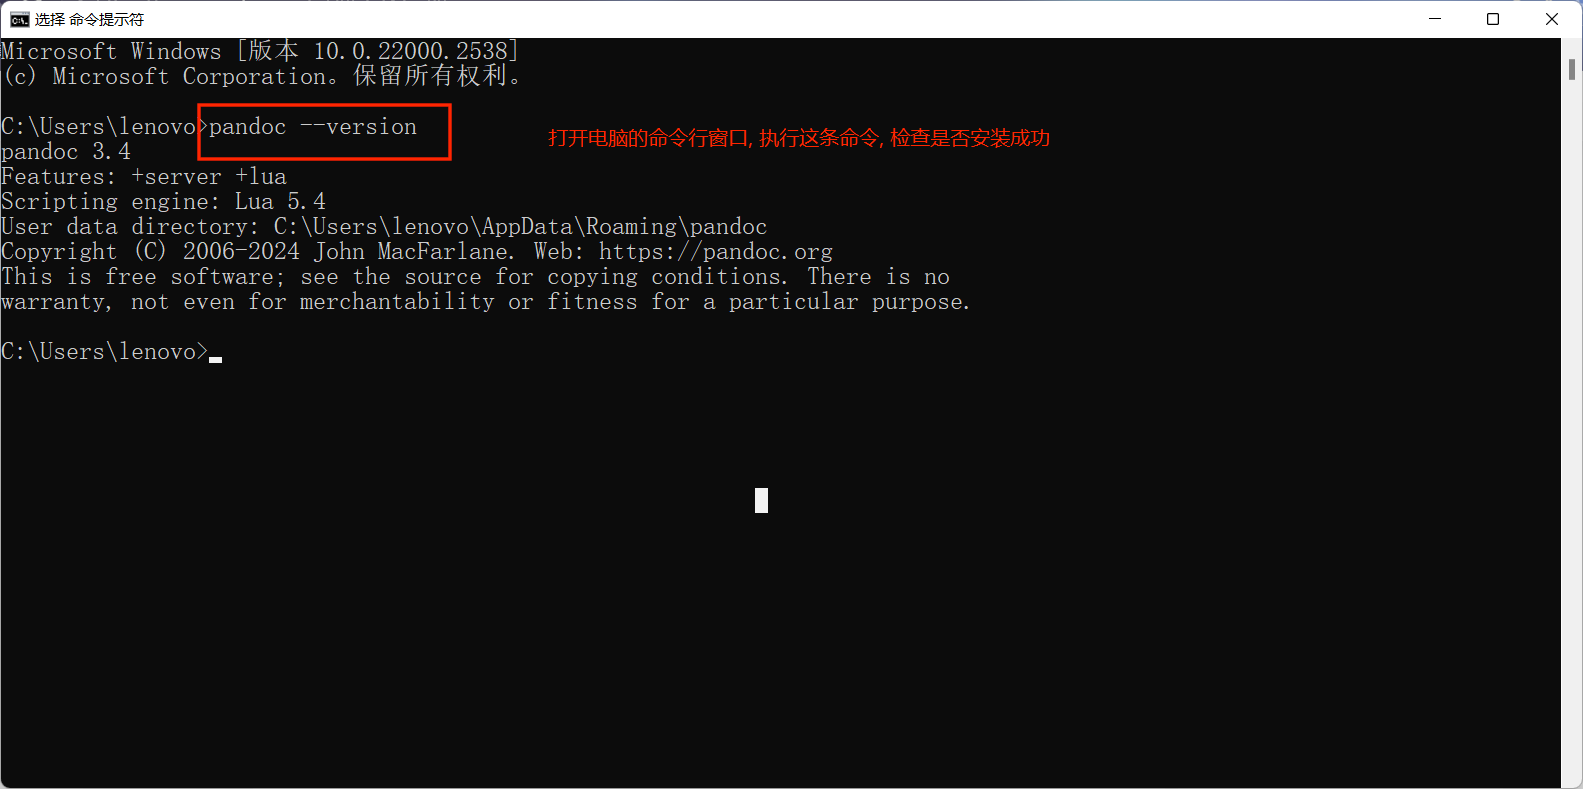 选择 命令提示符
Microsoft Windows [版本 10.0.22000.2538]
(c) Microsoft Corporation。保留所有权利。
C:\Users\lenovo>pandoc --version
打开电脑的命令行窗口, 执行这条命令, 检查是否安装成功
pandoc 3.4
Features: +server +lua
Scripting engine: Lua 5.4
User data directory: C:\Users\lenovo\AppData\Roaming\pandoc
Copyright (C) 2006-2024 John MacFarlane. Web: https://pandoc.org
This is free software; see the source for copying conditions. There is no
warranty, not even for merchantability or fitness for a particular purpose.
C:\Users\lenovo>